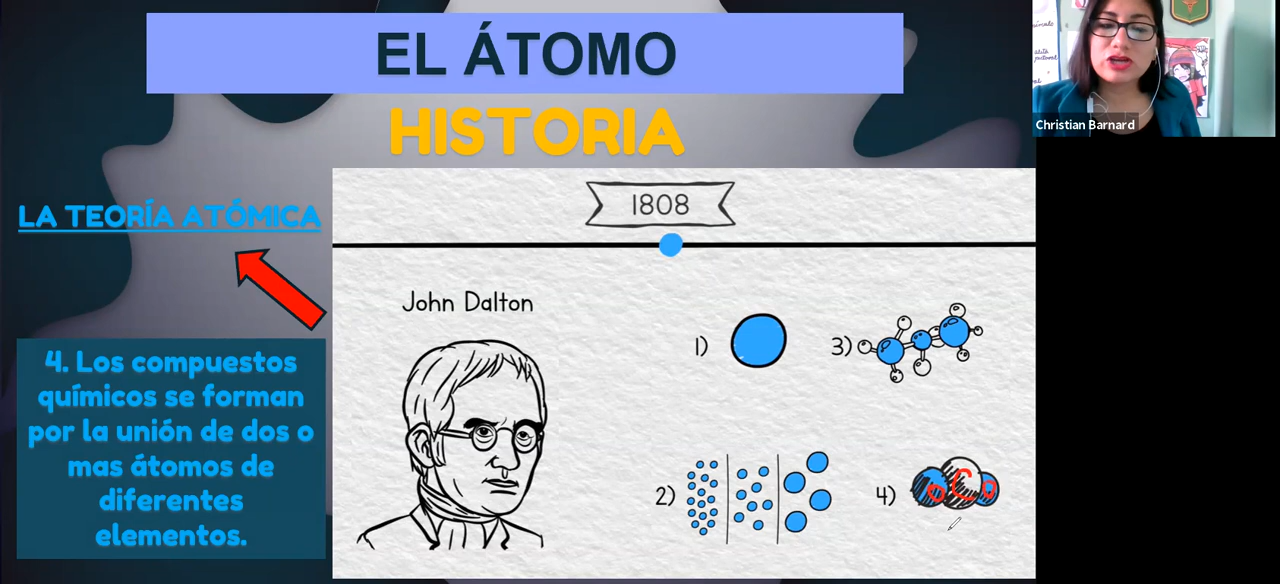 EL ÁTOMO
HISTORIA
Christian Barnard
LA TEORÍA ATÓMICA
1808
John Dalton
1)
3)
2)
4)
O C O
4. Los compuestos
químicos se forman
por la unión de dos o
mas átomos de
diferentes
elementos.